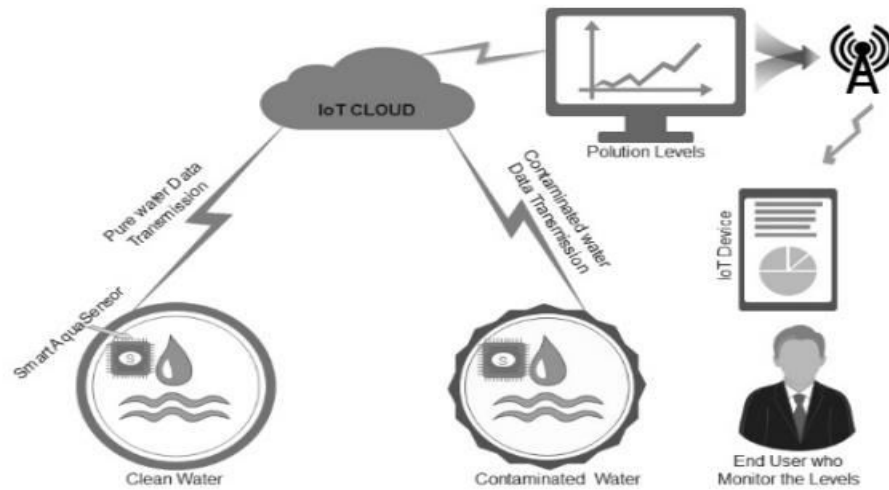 IoT CLOUD
Polution Levels
Pure water Data
Transmission
Contaminated water
Data Transmission
IoT Device
SmartAquaSensor
S
S
Clean Water
Contaminated Water
End User who
Monitor the Levels